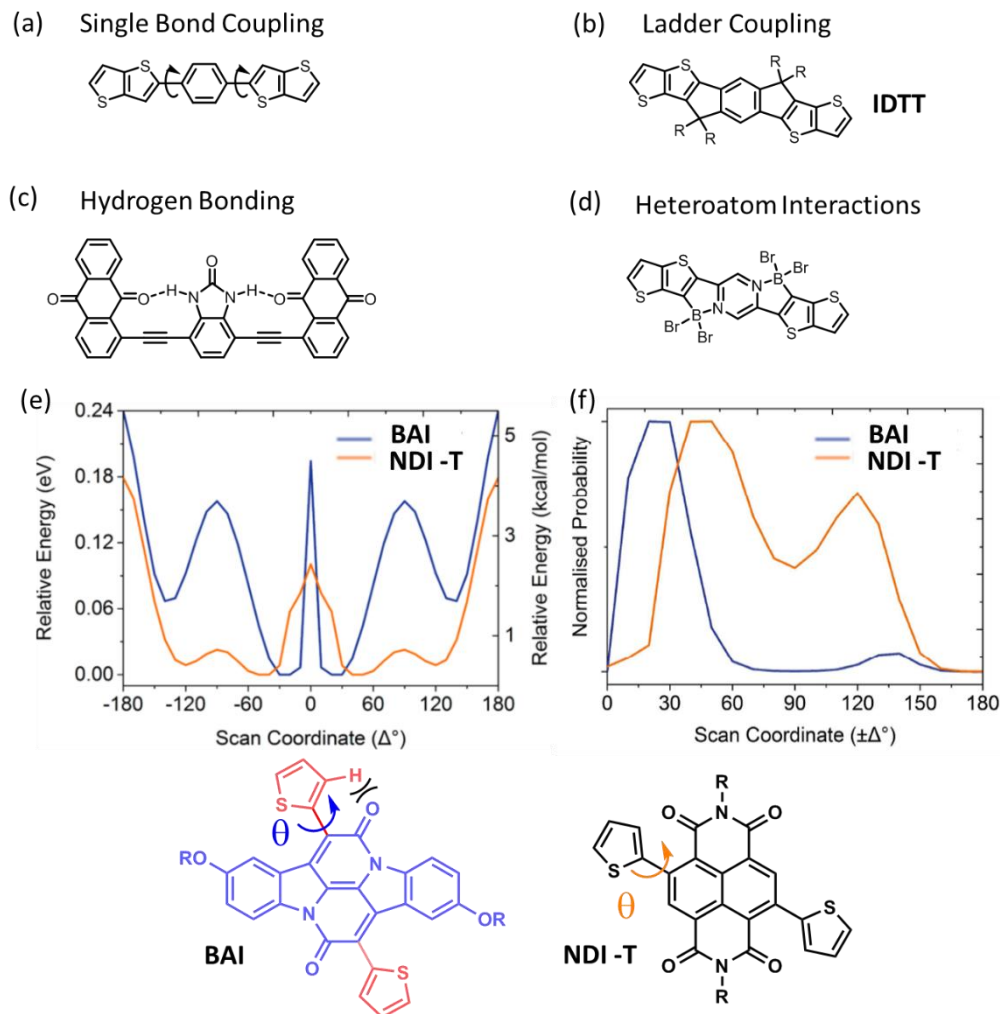 (a) Single Bond Coupling
(b) Ladder Coupling
S
S
S
S
S
R
R
R
R
S
S
S
IDTT
(c) Hydrogen Bonding
(d) Heteroatom Interactions
O
O
O
H
N
N
H
O
O
S
S
Br
Br
B
N
N
B
Br
Br
S
S
(e)
0.24
0.18
0.12
0.06
0.00
Relative Energy (eV)
BAI
NDI -T
5
3
1
Relative Energy (kcal/mol)
-180 -120 -60 0 60 120 180
Scan Coordinate (Δ°)
(f)
Normalised Probability
BAI
NDI -T
0 30 60 90 120 150 180
Scan Coordinate (±Δ°)
S
H
θ
O
RO
N
N
OR
O
S
BAI
R
O
N
O
S
θ
S
O
N
O
R
NDI -T